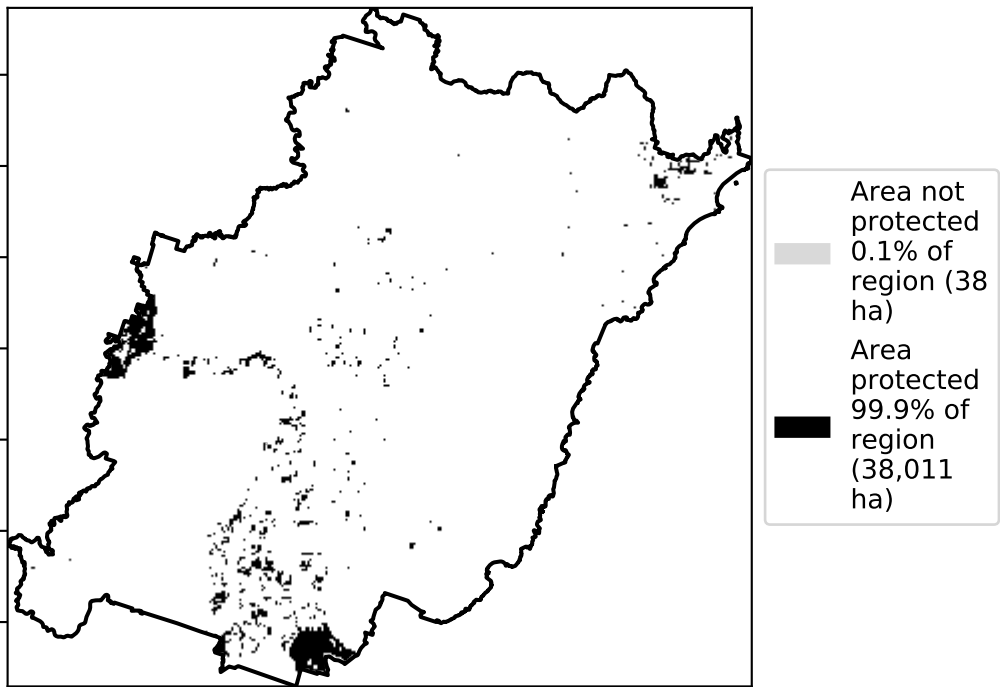 Area not
protected
0.1% of
region (38
ha)
Area
protected
99.9% of
region
(38,011
ha)